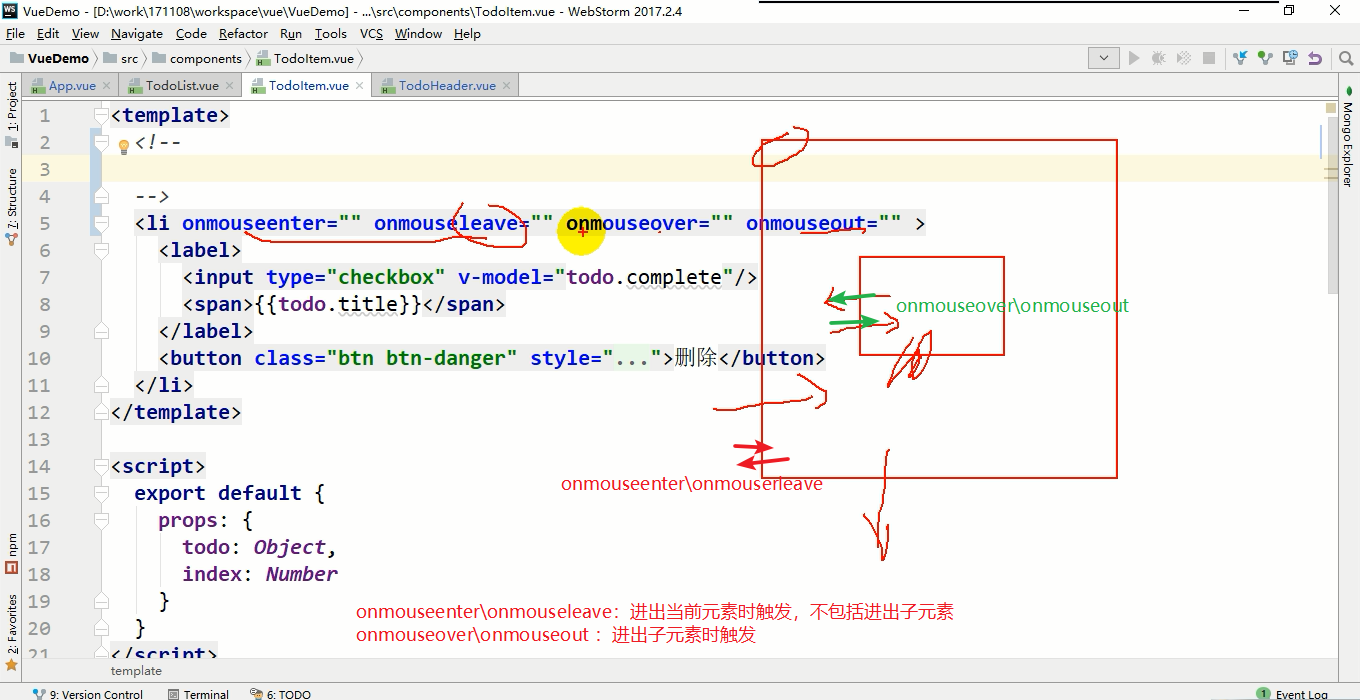 VueDemo - [D:\work\171108\workspace\vue\VueDemo] - ...\src\components\TodoItem.vue - WebStorm 2017.2.4
File Edit View Navigate Code Refactor Run Tools VCS Window Help
VueDemo src components TodoItem.vue
App.vue TodoList.vue TodoItem.vue TodoHeader.vue
1: Project
7: Structure
npm
2: Favorites
Mongo Explorer
1 <template>
2 <!--
3
4 -->
5 <li onmouseenter="" onmouseleave="" onmouseover="" onmouseout="" >
6 <label>
7 <input type="checkbox" v-model="todo.complete"/>
8 <span>{{todo.title}}</span>
9 </label>
10 <button class="btn btn-danger" style="...">删除</button>
11 </li>
12 </template>
13
14 <script>
15 export default {
16 props: {
17 todo: Object,
18 index: Number
19 }
20 }
21 </script>
onmouseover\onmouseout
onmouseenter\onmouserleave
onmouseenter\onmouseleave：进出当前元素时触发，不包括进出子元素
onmouseover\onmouseout ：进出子元素时触发
template
9: Version Control Terminal 6: TODO 1 Event Log